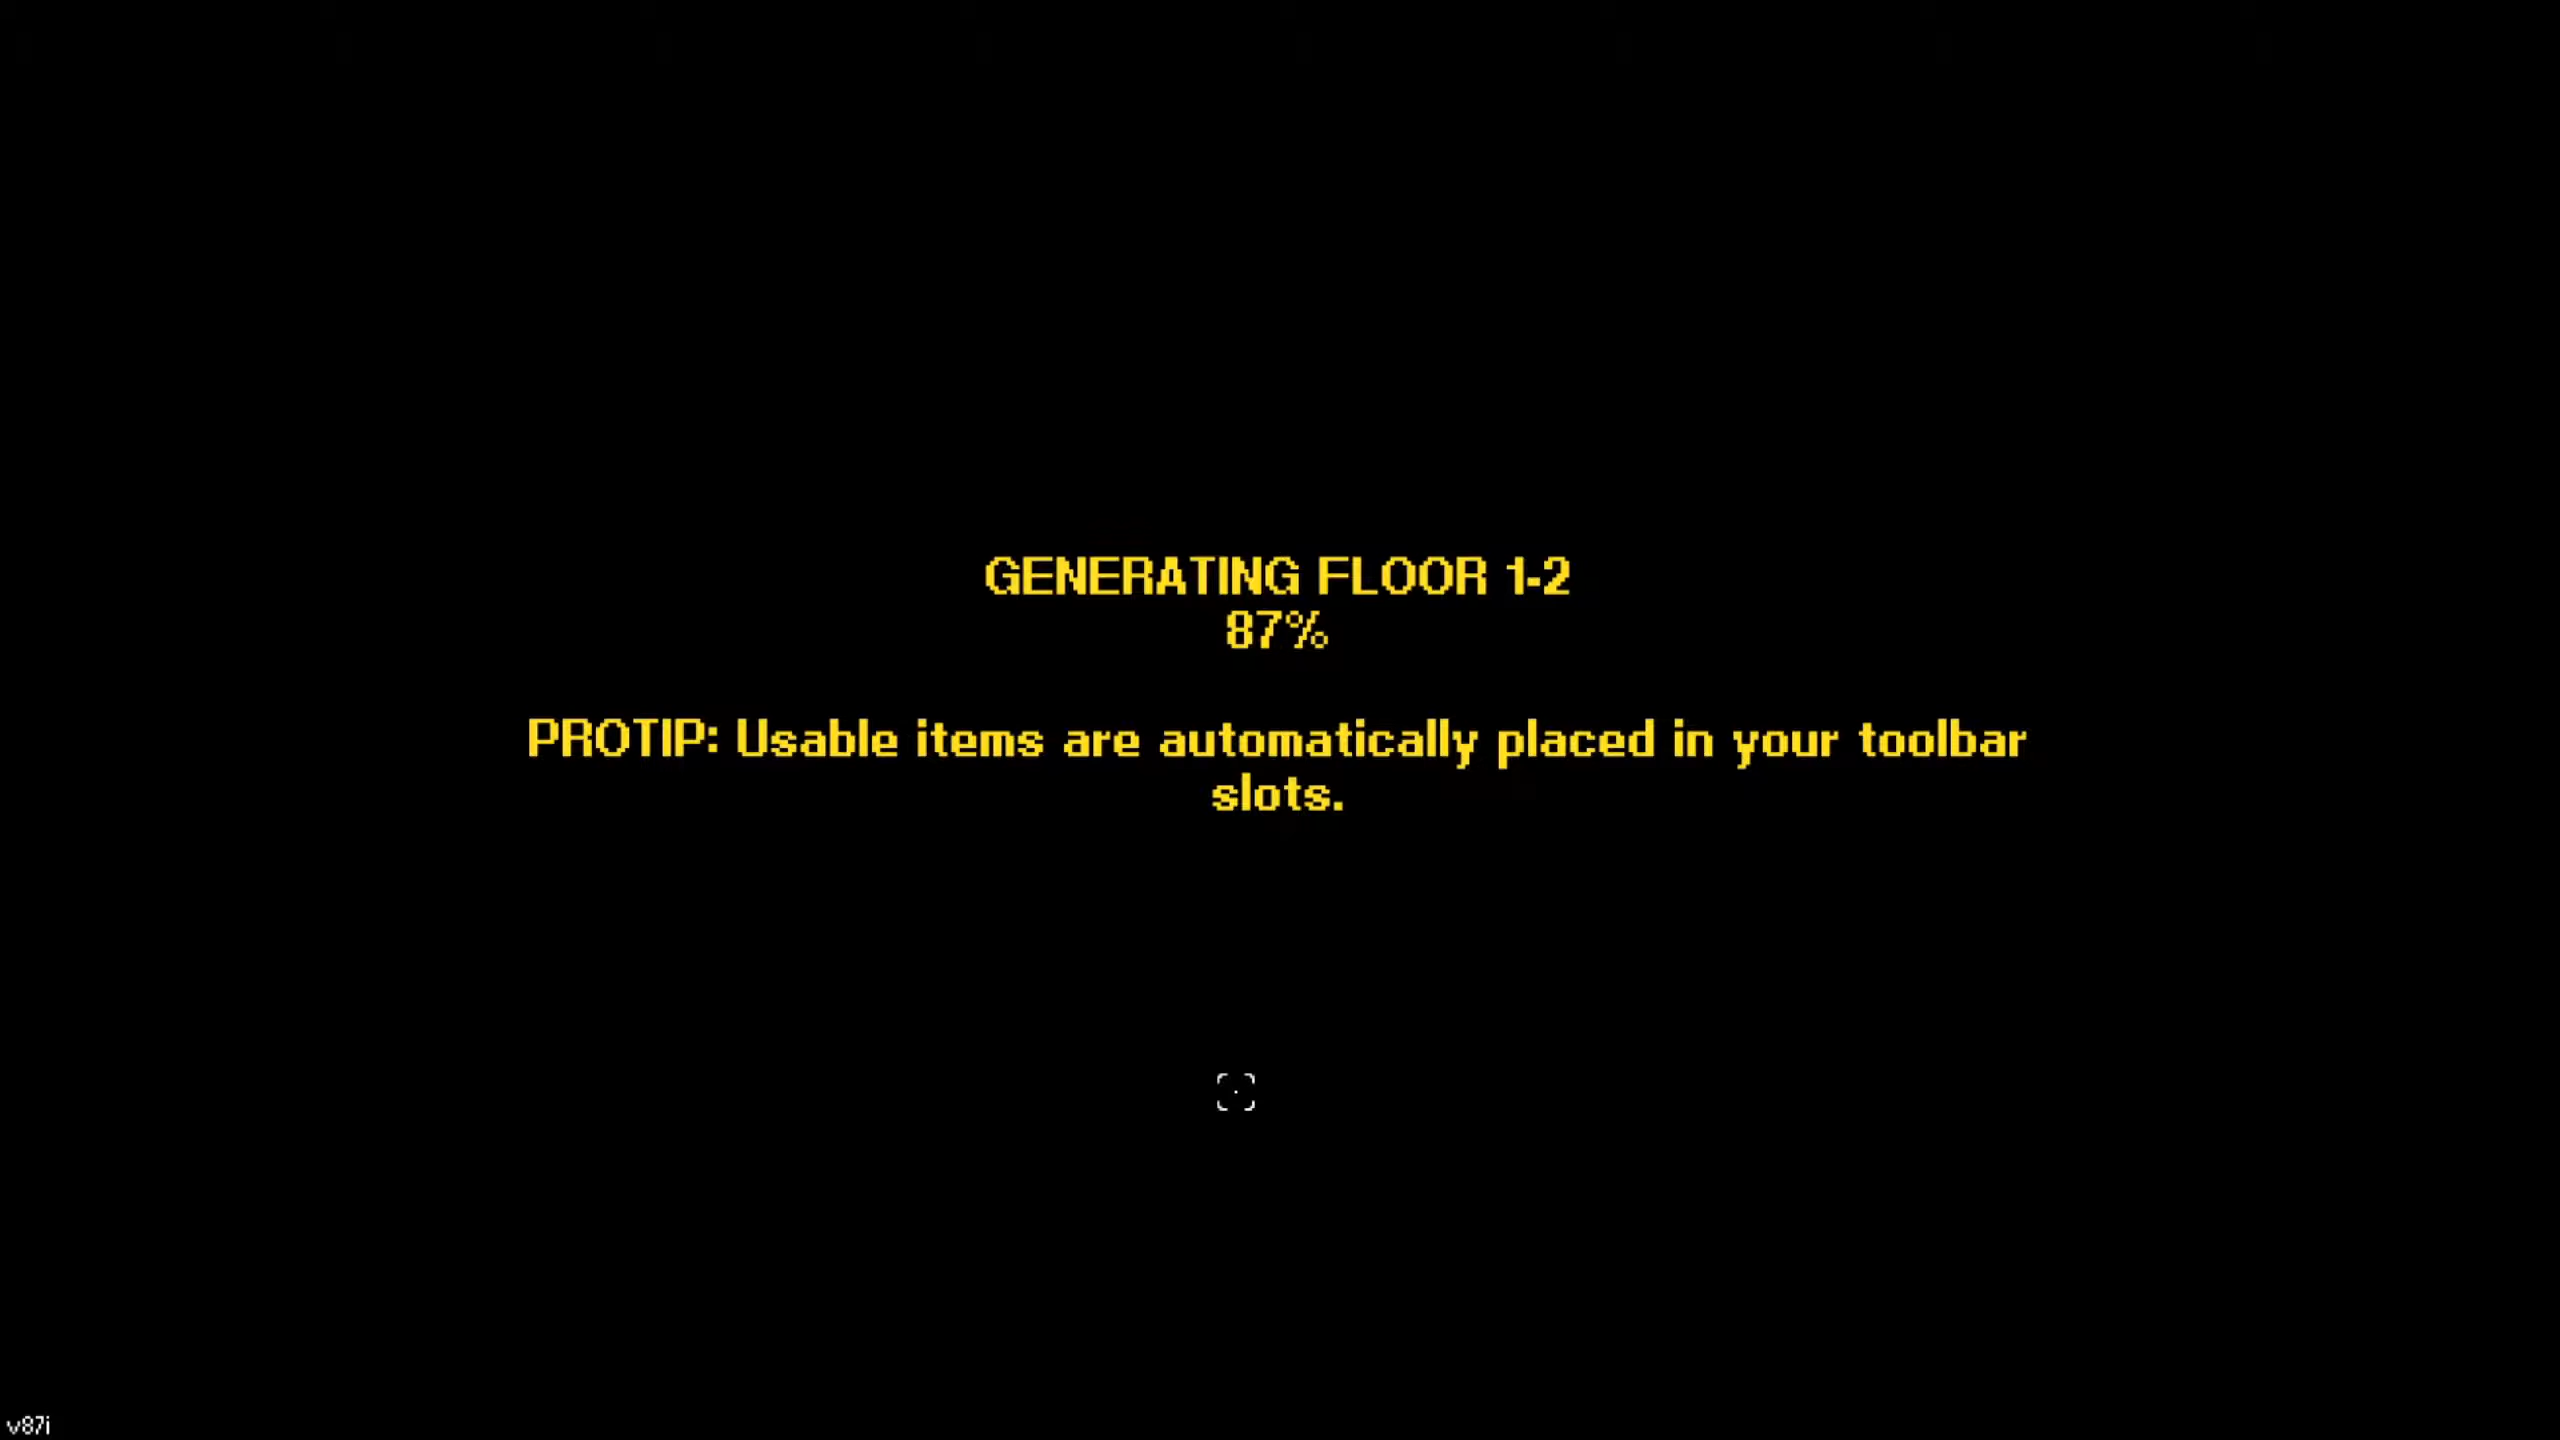 GENERATING FLOOR 1-2
87%
PROTIP: Usable items are automatically placed in your toolbar
slots.
v87i